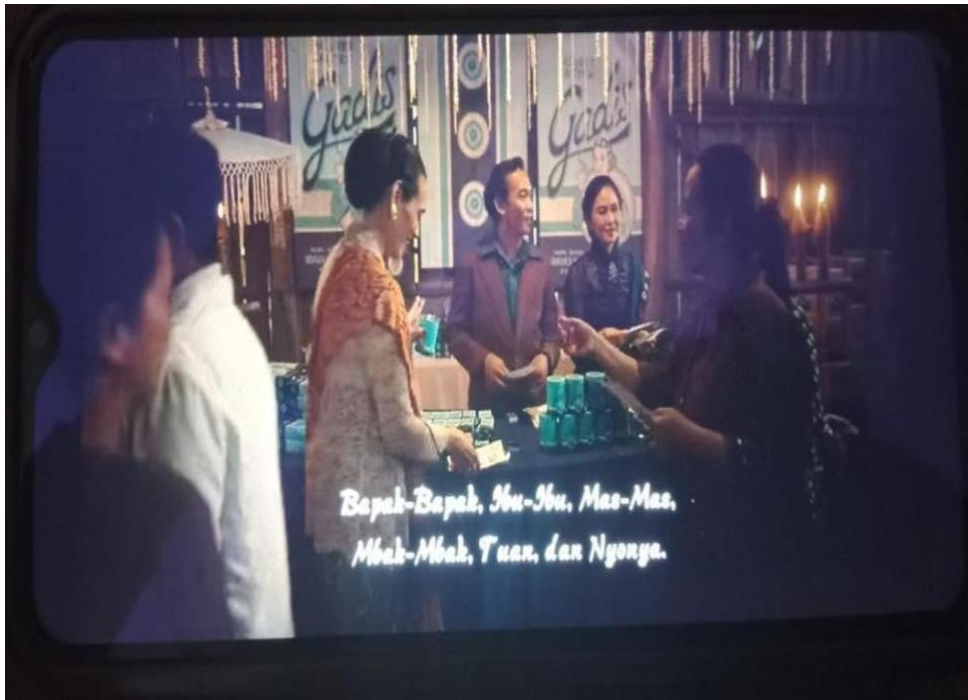 Gadis
Gadis
Bapak-Bapak, Ibu-Ibu, Mas-Mas,
Mbak-Mbak, Tuan, dan Nyonya.